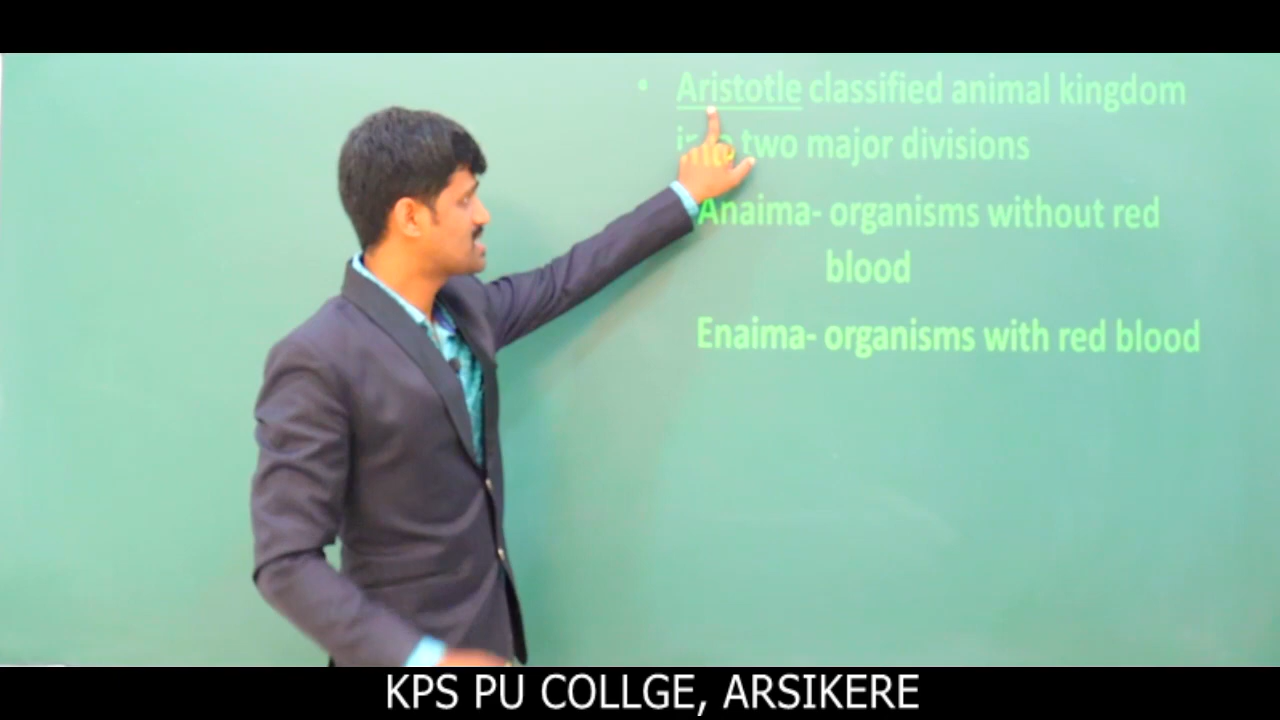 • Aristotle classified animal kingdom
into two major divisions
Anaima- organisms without red
blood
Enaima- organisms with red blood
KPS PU COLLGE, ARSIKERE